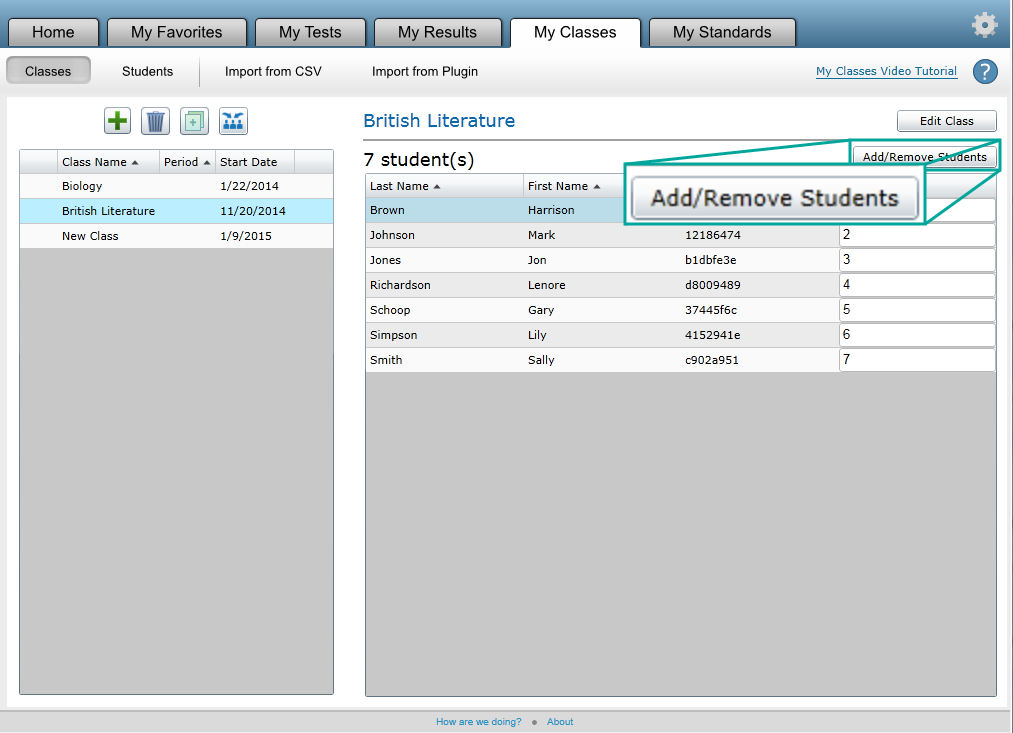 Home My Favorites My Tests My Results My Classes My Standards
Classes Students Import from CSV Import from Plugin My Classes Video Tutorial ?
British Literature Edit Class
7 student(s) Add/Remove Students
Class Name Period Start Date
Biology 1/22/2014
British Literature 11/20/2014
New Class 1/9/2015
Last Name First Name
Add/Remove Students
Brown Harrison
Johnson Mark 12186474 2
Jones Jon b1dbfe3e 3
Richardson Lenore d8009489 4
Schoop Gary 37445f6c 5
Simpson Lily 4152941e 6
Smith Sally c902a951 7
How are we doing? • About